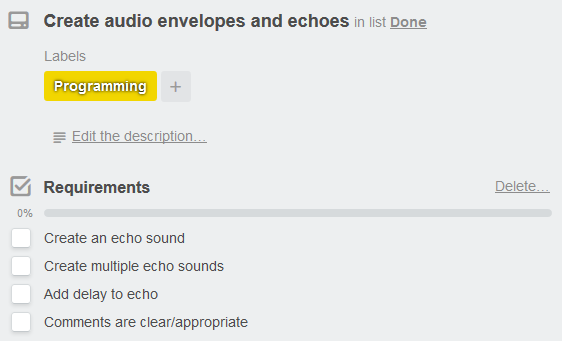 Create audio envelopes and echoes in list Done
Labels
Programming +
Edit the description…
Requirements Delete…
0%
Create an echo sound
Create multiple echo sounds
Add delay to echo
Comments are clear/appropriate